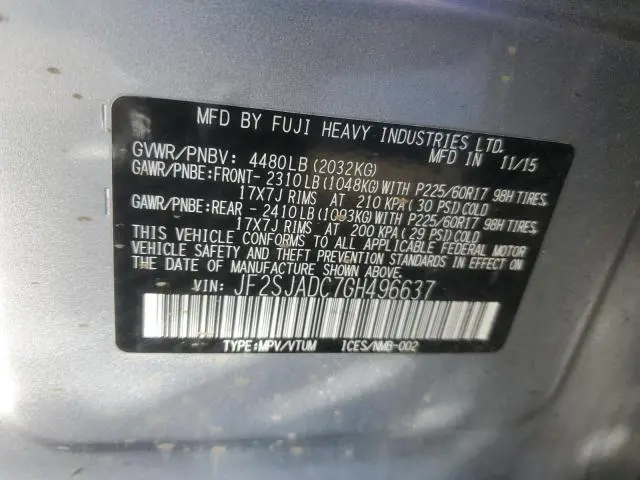 MFD BY FUJI HEAVY INDUSTRIES LTD.
MFD IN 11/15
GVWR/PNBV: 4480LB (2032KG)
GAWR/PNBE:FRONT- 2310LB (1048KG) WITH P225/60R17 98H TIRES,
17X7J RIMS AT 210 KPA (30 PSI) COLD
GAWR/PNBE:REAR - 2410LB (1093KG) WITH P225/60R17 98H TIRES,
17X7J RIMS AT 200 KPA (29 PSI) COLD
THIS VEHICLE CONFORMS TO ALL APPLICABLE FEDERAL MOTOR
VEHICLE SAFETY AND THEFT PREVENTION STANDARDS IN EFFECT ON
THE DATE OF MANUFACTURE SHOWN ABOVE.
VIN: JF2SJADC7GH496637
TYPE:MPV/VTUM ICES/NMB-002